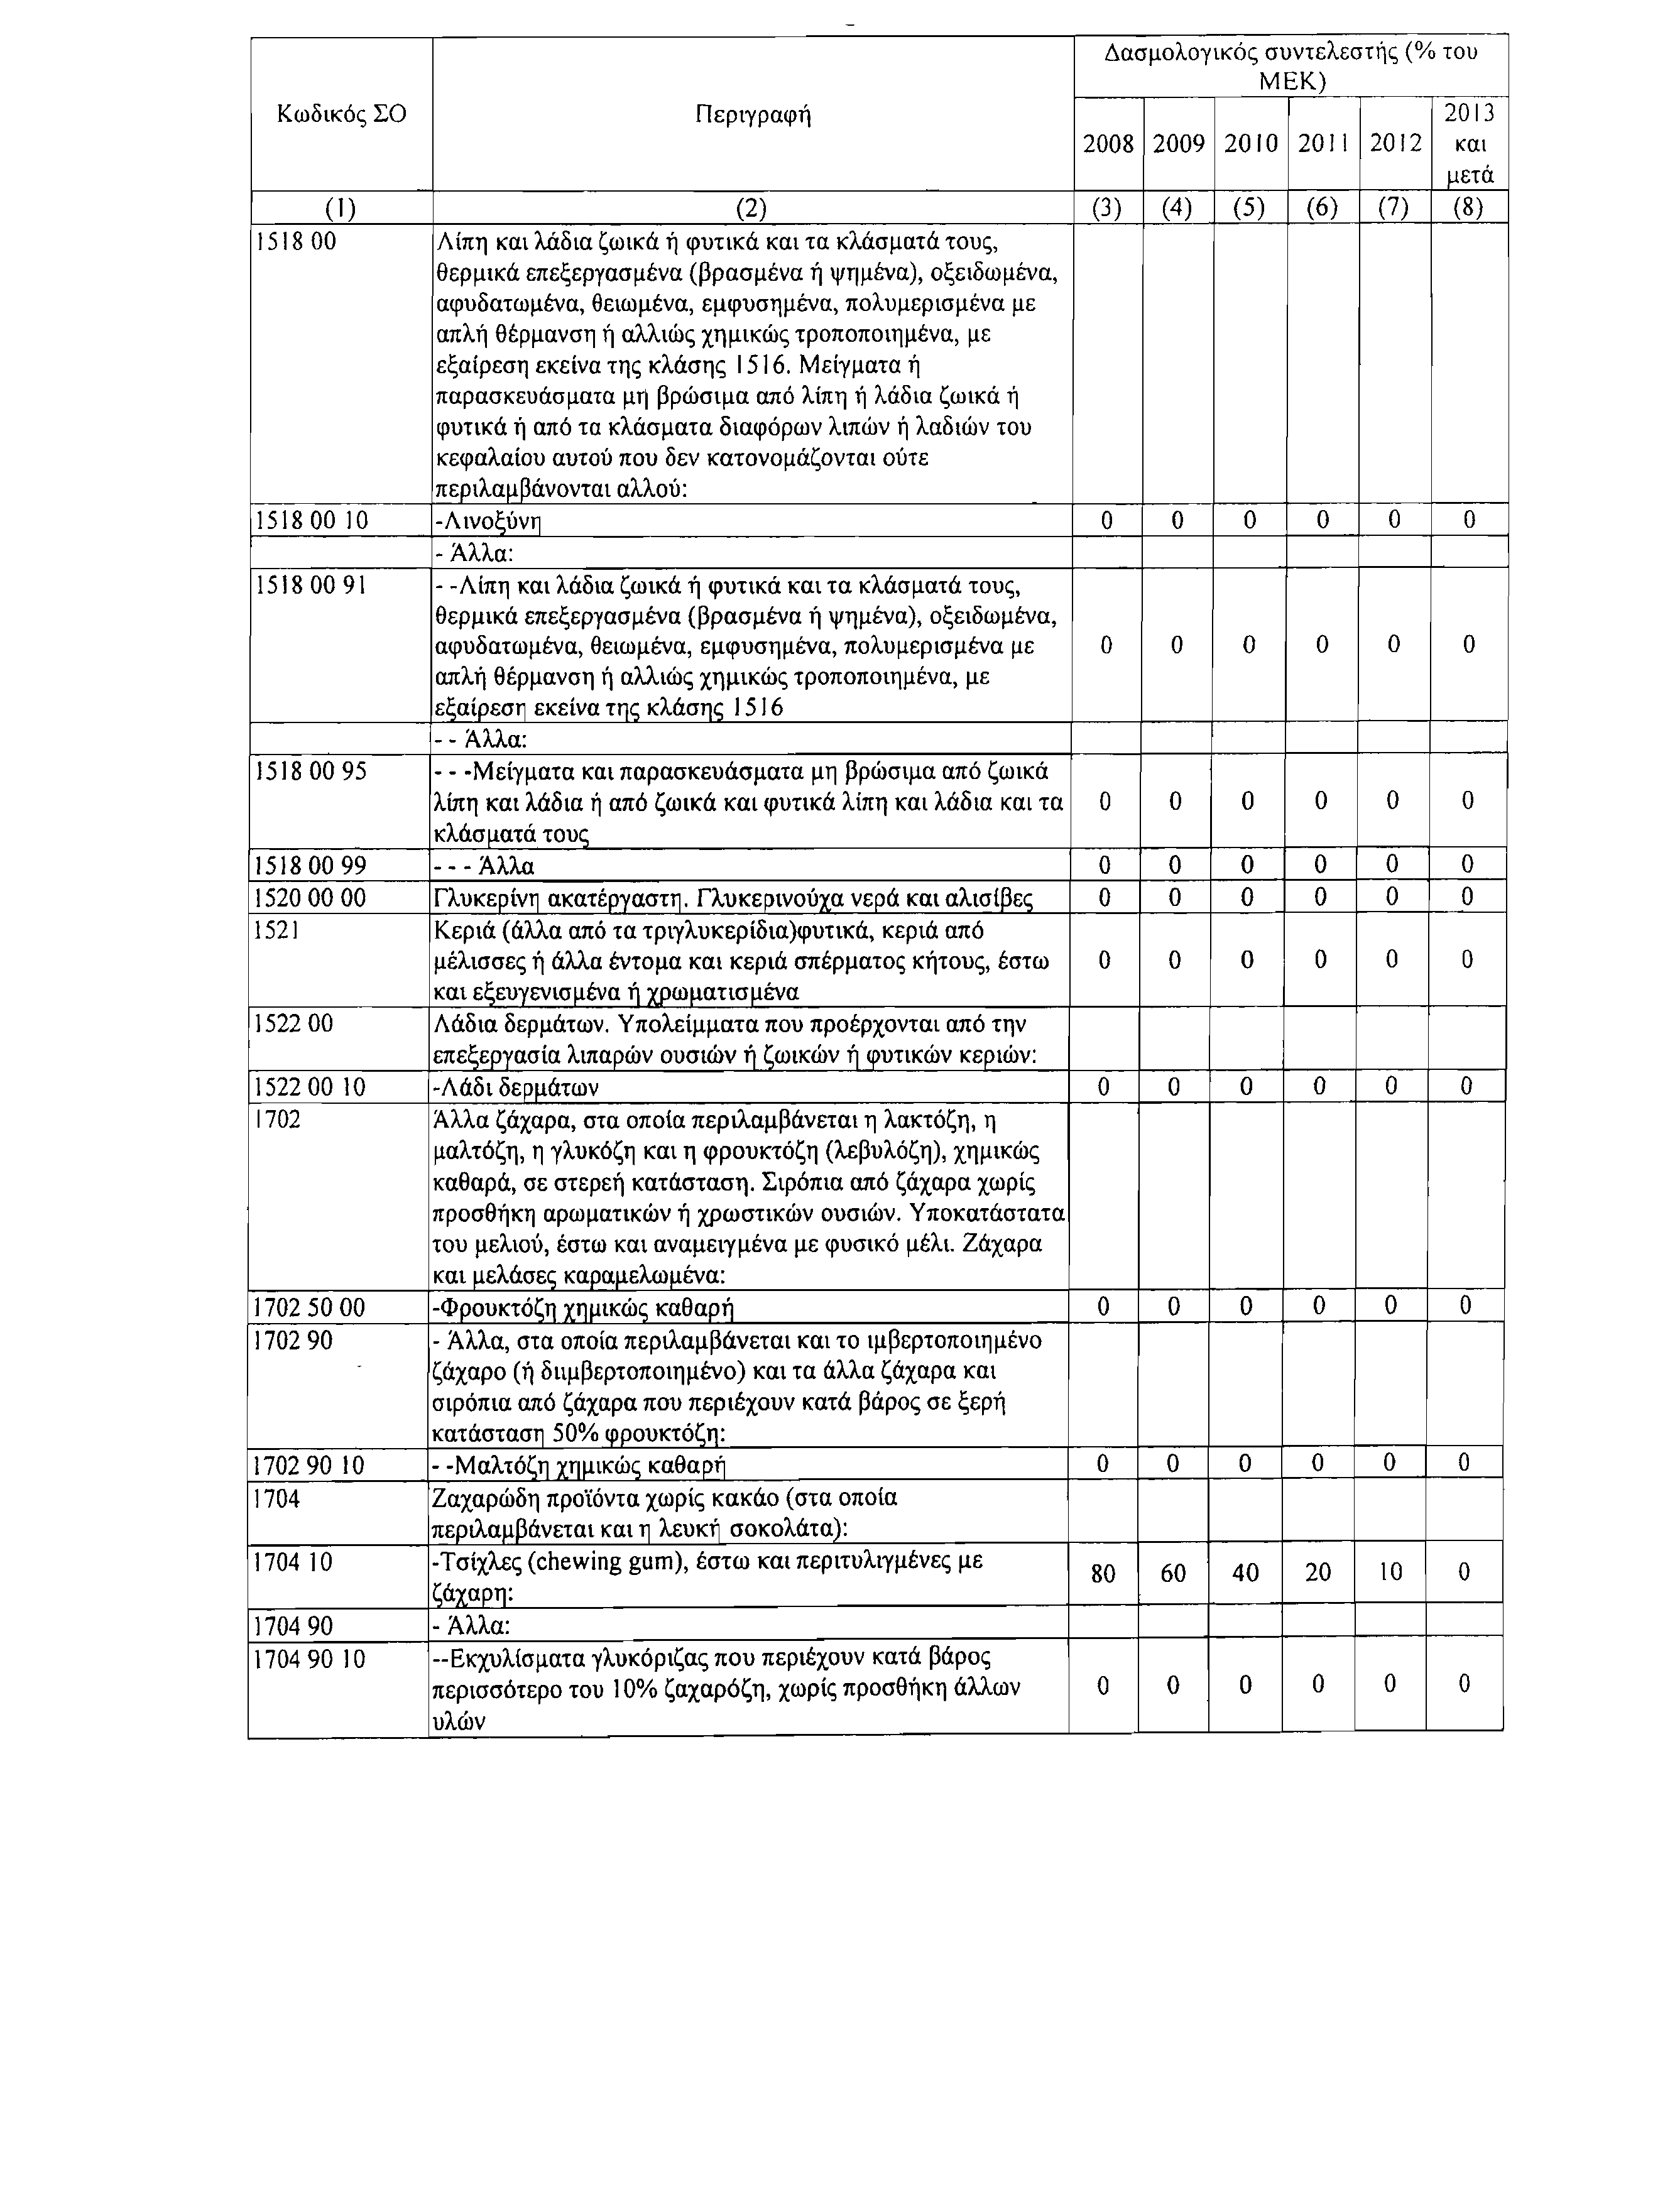 Δασμολογικός συντελεστής (% του
ΜΕΚ)
Κωδικός ΣΟ Περιγραφή 2008 2009 2010 2011 2012 2013
και
μετά
(1) (2) (3) (4) (5) (6) (7) (8)
1518 00 Λίπη και λάδια ζωικά ή φυτικά και τα κλάσματά τους,
θερμικά επεξεργασμένα (βρασμένα ή ψημένα), οξειδωμένα,
αφυδατωμένα, θειωμένα, εμφυσημένα, πολυμερισμένα με
απλή θέρμανση ή αλλιώς χημικώς τροποποιημένα, με
εξαίρεση εκείνα της κλάσης 1516. Μείγματα ή
παρασκευάσματα μη βρώσιμα από λίπη ή λάδια ζωικά ή
φυτικά ή από τα κλάσματα διαφόρων λιπών ή λαδιών του
κεφαλαίου αυτού που δεν κατονομάζονται ούτε
περιλαμβάνονται αλλού:
1518 00 10 -Λινοξύνη 0 0 0 0 0 0
- Άλλα:
1518 00 91 - -Λίπη και λάδια ζωικά ή φυτικά και τα κλάσματά τους,
θερμικά επεξεργασμένα (βρασμένα ή ψημένα), οξειδωμένα,
αφυδατωμένα, θειωμένα, εμφυσημένα, πολυμερισμένα με 0 0 0 0 0 0
απλή θέρμανση ή αλλιώς χημικώς τροποποιημένα, με
εξαίρεση εκείνα της κλάσης 1516
- - Άλλα:
1518 00 95 - - -Μείγματα και παρασκευάσματα μη βρώσιμα από ζωικά
λίπη και λάδια ή από ζωικά και φυτικά λίπη και λάδια και τα 0 0 0 0 0 0
κλάσματά τους
1518 00 99 - - - Άλλα 0 0 0 0 0 0
1520 00 00 Γλυκερίνη ακατέργαστη. Γλυκερινούχα νερά και αλισίβες 0 0 0 0 0 0
1521 Κεριά (άλλα από τα τριγλυκερίδια)φυτικά, κεριά από
μέλισσες ή άλλα έντομα και κεριά σπέρματος κήτους, έστω 0 0 0 0 0 0
και εξευγενισμένα ή χρωματισμένα
1522 00 Λάδια δερμάτων. Υπολείμματα που προέρχονται από την
επεξεργασία λιπαρών ουσιών ή ζωικών ή φυτικών κεριών:
1522 00 10 -Λάδι δερμάτων 0 0 0 0 0 0
1702 Άλλα ζάχαρα, στα οποία περιλαμβάνεται η λακτόζη, η
μαλτόζη, η γλυκόζη και η φρουκτόζη (λεβυλόζη), χημικώς
καθαρά, σε στερεή κατάσταση. Σιρόπια από ζάχαρα χωρίς
προσθήκη αρωματικών ή χρωστικών ουσιών. Υποκατάστατα
του μελιού, έστω και αναμειγμένα με φυσικό μέλι. Ζάχαρα
και μελάσες καραμελωμένα:
1702 50 00 -Φρουκτόζη χημικώς καθαρή 0 0 0 0 0 0
1702 90 - Άλλα, στα οποία περιλαμβάνεται και το ιμβερτοποιημένο
ζάχαρο (ή διιμβερτοποιημένο) και τα άλλα ζάχαρα και
σιρόπια από ζάχαρα που περιέχουν κατά βάρος σε ξερή
κατάσταση 50% φρουκτόζη:
1702 90 10 - -Μαλτόζη χημικώς καθαρή 0 0 0 0 0 0
1704 Ζαχαρώδη προϊόντα χωρίς κακάο (στα οποία
περιλαμβάνεται και η λευκή σοκολάτα):
1704 10 -Τσίχλες (chewing gum), έστω και περιτυλιγμένες με 80 60 40 20 10 0
ζάχαρη:
1704 90 - Άλλα:
1704 90 10 --Εκχυλίσματα γλυκόριζας που περιέχουν κατά βάρος
περισσότερο του 10% ζαχαρόζη, χωρίς προσθήκη άλλων 0 0 0 0 0 0
υλών